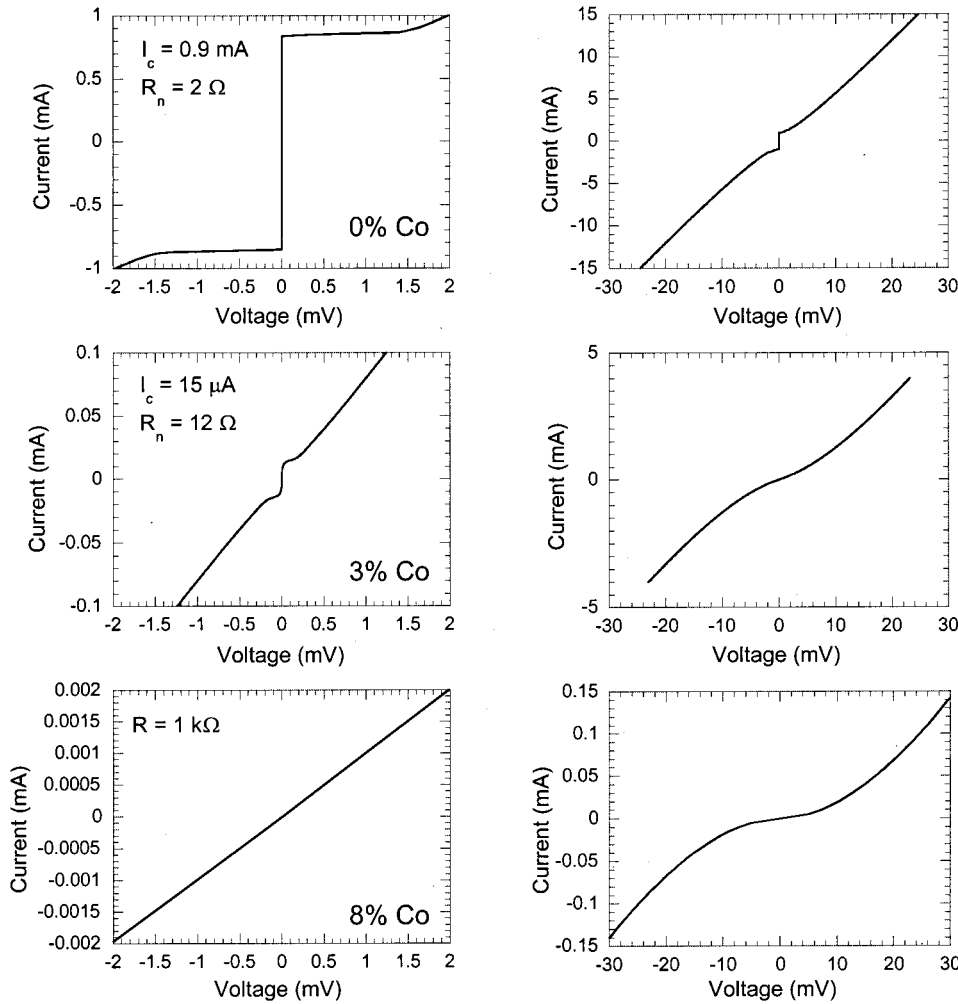 1
0.5
0
-0.5
-1
Current (mA)
I_c = 0.9 mA
R_n = 2 Ω
0% Co
-2 -1.5 -1 -0.5 0 0.5 1 1.5 2
Voltage (mV)
15
10
5
0
-5
-10
-15
Current (mA)
-30 -20 -10 0 10 20 30
Voltage (mV)
0.1
0.05
0
-0.05
-0.1
Current (mA)
I_c = 15 μA
R_n = 12 Ω
3% Co
-2 -1.5 -1 -0.5 0 0.5 1 1.5 2
Voltage (mV)
5
0
-5
Current (mA)
-30 -20 -10 0 10 20 30
Voltage (mV)
0.002
0.0015
0.001
0.0005
0
-0.0005
-0.001
-0.0015
-0.002
Current (mA)
R = 1 kΩ
8% Co
-2 -1.5 -1 -0.5 0 0.5 1 1.5 2
Voltage (mV)
0.15
0.1
0.05
0
-0.05
-0.1
-0.15
Current (mA)
-30 -20 -10 0 10 20 30
Voltage (mV)